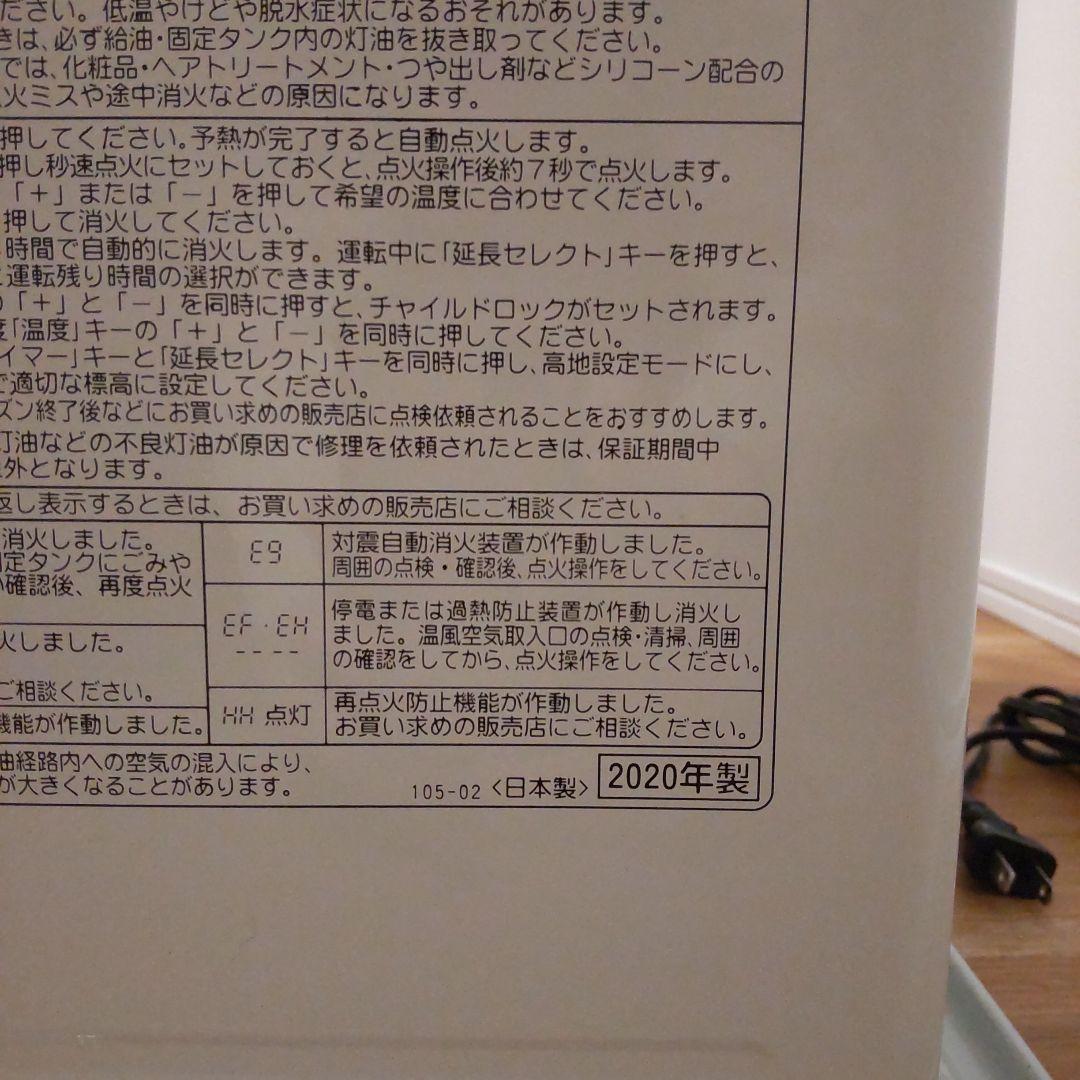 ださい。低温やけどや脱水症状になるおそれがあります。
きは、必ず給油・固定タンク内の灯油を抜き取ってください。
では、化粧品・ヘアトリートメント・つや出し剤などシリコーン配合の
火ミスや途中消火などの原因になります。
押してください。予熱が完了すると自動点火します。
押し秒速点火にセットしておくと、点火操作後約7秒で点火します。
「＋」または「－」を押して希望の温度に合わせてください。
押して消火してください。
時間で自動的に消火します。運転中に「延長セレクト」キーを押すと、
運転残り時間の選択ができます。
の「＋」と「－」を同時に押すと、チャイルドロックがセットされます。
度「温度」キーの「＋」と「－」を同時に押してください。
イマー」キーと「延長セレクト」キーを同時に押し、高地設定モードにし、
で適切な標高に設定してください。
ズン終了後などにお買い求めの販売店に点検依頼されることをおすすめします。
灯油などの不良灯油が原因で修理を依頼されたときは、保証期間中
外となります。
返し表示するときは、お買い求めの販売店にご相談ください。
消火しました。
固定タンクにごみや
確認後、再度点火
火しました。
ご相談ください。
機能が作動しました。
E9
対震自動消火装置が作動しました。
周囲の点検・確認後、点火操作をしてください。
EF・EH
----
停電または過熱防止装置が作動し消火し
ました。温風空気取入口の点検・清掃、周囲
の確認をしてから、点火操作をしてください。
HH 点灯
再点火防止機能が作動しました。
お買い求めの販売店にご相談ください。
油経路内への空気の混入により、
が大きくなることがあります。
105-02 〈日本製〉 2020年製